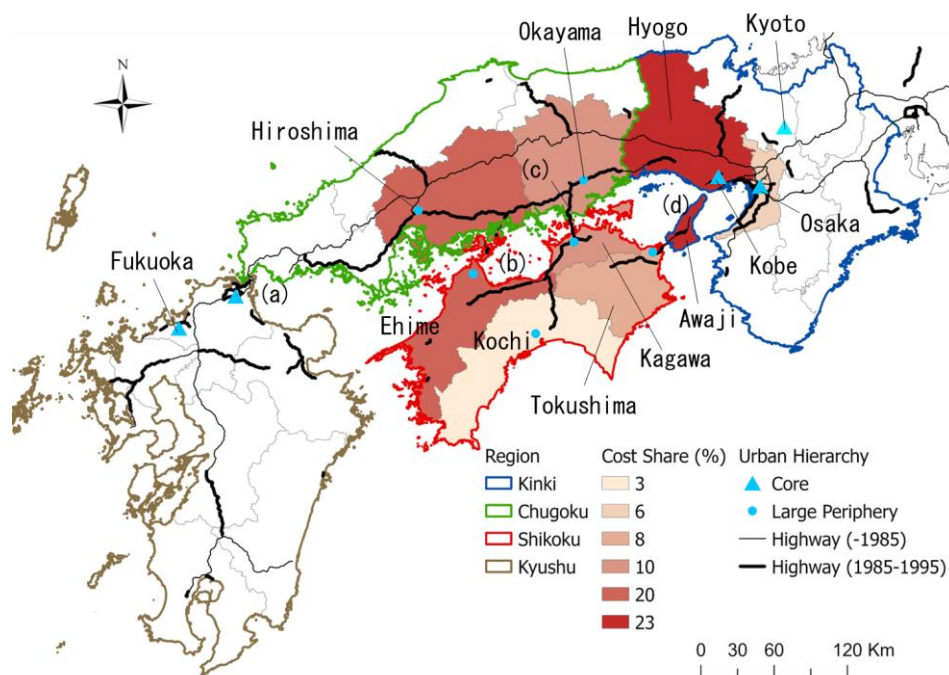 Hyogo
Kyoto
Okayama
N
Hiroshima
(c)
(d)
Osaka
Fukuoka
(a)
(b)
Kobe
Ehime
Awaji
Kochi
Kagawa
Tokushima
Region
Kinki
Chugoku
Shikoku
Kyushu
Cost Share (%)
3
6
8
10
20
23
Urban Hierarchy
Core
Large Periphery
Highway (-1985)
Highway (1985-1995)
0 30 60 120 Km